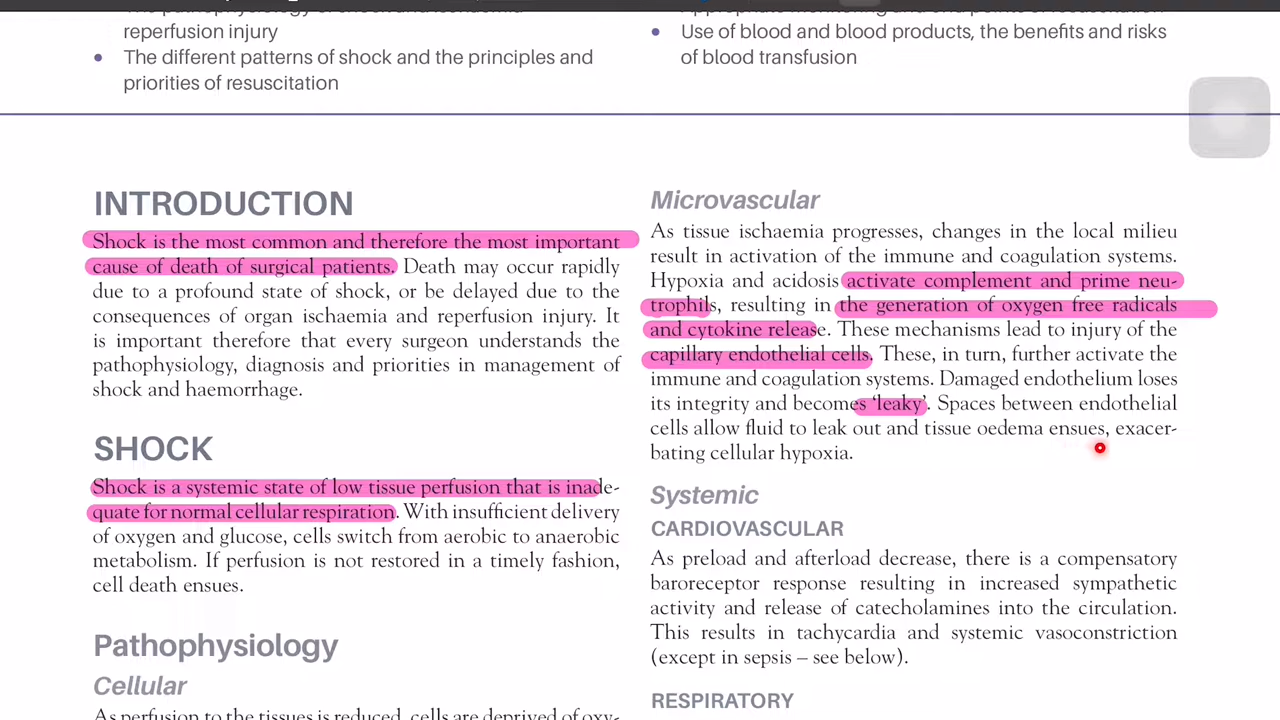 reperfusion injury
• The different patterns of shock and the principles and
priorities of resuscitation
• Use of blood and blood products, the benefits and risks
of blood transfusion
INTRODUCTION
Shock is the most common and therefore the most important
cause of death of surgical patients. Death may occur rapidly
due to a profound state of shock, or be delayed due to the
consequences of organ ischaemia and reperfusion injury. It
is important therefore that every surgeon understands the
pathophysiology, diagnosis and priorities in management of
shock and haemorrhage.
SHOCK
Shock is a systemic state of low tissue perfusion that is inade-
quate for normal cellular respiration. With insufficient delivery
of oxygen and glucose, cells switch from aerobic to anaerobic
metabolism. If perfusion is not restored in a timely fashion,
cell death ensues.
Pathophysiology
Cellular
As perfusion to the tissues is reduced, cells are deprived of oxy-
Microvascular
As tissue ischaemia progresses, changes in the local milieu
result in activation of the immune and coagulation systems.
Hypoxia and acidosis activate complement and prime neu-
trophils, resulting in the generation of oxygen free radicals
and cytokine release. These mechanisms lead to injury of the
capillary endothelial cells. These, in turn, further activate the
immune and coagulation systems. Damaged endothelium loses
its integrity and becomes ‘leaky’. Spaces between endothelial
cells allow fluid to leak out and tissue oedema ensues, exacer-
bating cellular hypoxia.
Systemic
CARDIOVASCULAR
As preload and afterload decrease, there is a compensatory
baroreceptor response resulting in increased sympathetic
activity and release of catecholamines into the circulation.
This results in tachycardia and systemic vasoconstriction
(except in sepsis – see below).
RESPIRATORY